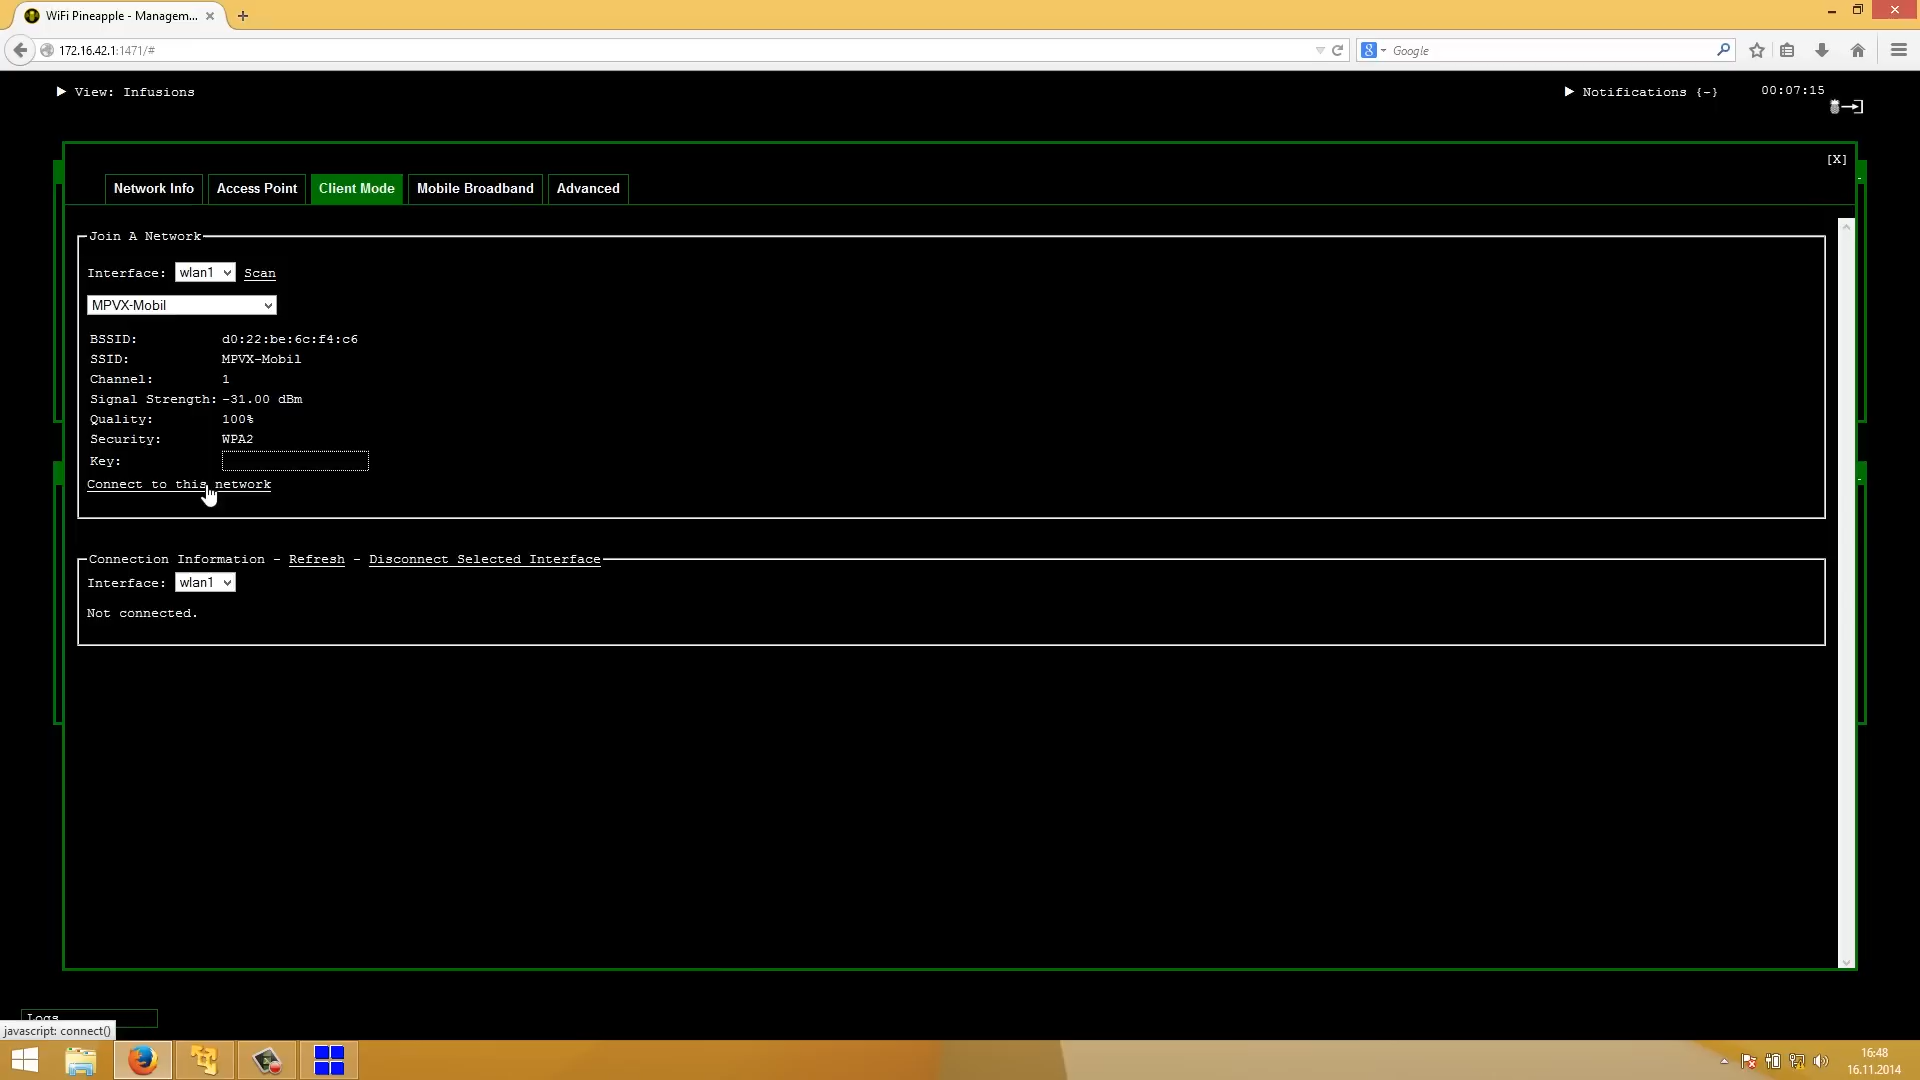 WiFi Pineapple - Managem...
172.16.42.1:1471/#
Google
View: Infusions
Notifications {-}
00:07:15
[X]
Network Info
Access Point
Client Mode
Mobile Broadband
Advanced
Join A Network
Interface: wlan1 Scan
MPVX-Mobil
BSSID: d0:22:be:6c:f4:c6
SSID: MPVX-Mobil
Channel: 1
Signal Strength: -31.00 dBm
Quality: 100%
Security: WPA2
Key:
Connect to this network
Connection Information - Refresh - Disconnect Selected Interface
Interface: wlan1
Not connected.
Logs
javascript: connect()
16:48
16.11.2014